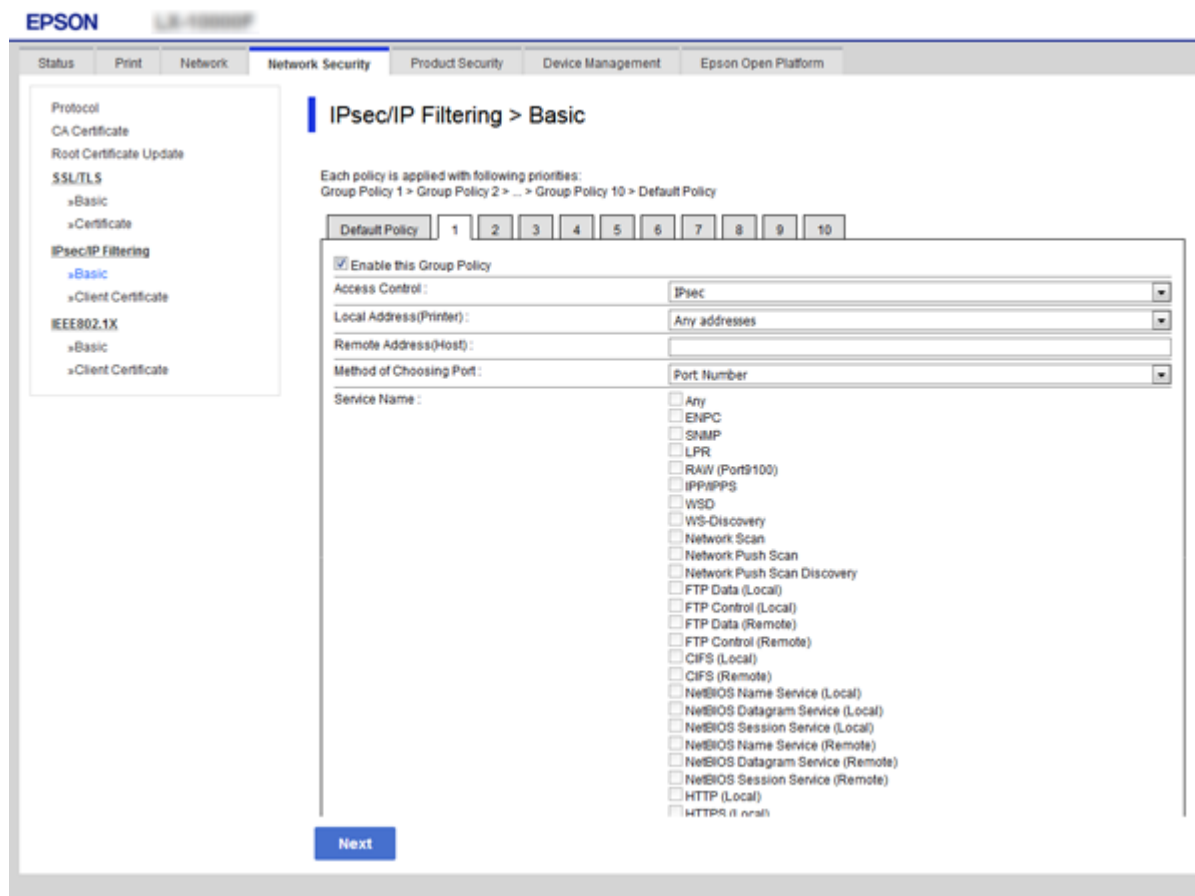 EPSON
Status Print Network Network Security Product Security Device Management Epson Open Platform
Protocol
CA Certificate
Root Certificate Update
SSL/TLS
»Basic
»Certificate
IPsec/IP Filtering
»Basic
»Client Certificate
IEEE802.1X
»Basic
»Client Certificate
IPsec/IP Filtering > Basic
Each policy is applied with following priorities:
Group Policy 1 > Group Policy 2 > ... > Group Policy 10 > Default Policy
Default Policy 1 2 3 4 5 6 7 8 9 10
Enable this Group Policy
Access Control : IPsec
Local Address(Printer) : Any addresses
Remote Address(Host) :
Method of Choosing Port : Port Number
Service Name : Any
ENPC
SNMP
LPR
RAW (Port9100)
IPP/IPPS
WSD
WS-Discovery
Network Scan
Network Push Scan
Network Push Scan Discovery
FTP Data (Local)
FTP Control (Local)
FTP Data (Remote)
FTP Control (Remote)
CIFS (Local)
CIFS (Remote)
NetBIOS Name Service (Local)
NetBIOS Datagram Service (Local)
NetBIOS Session Service (Local)
NetBIOS Name Service (Remote)
NetBIOS Datagram Service (Remote)
NetBIOS Session Service (Remote)
HTTP (Local)
HTTPS (Local)
Next